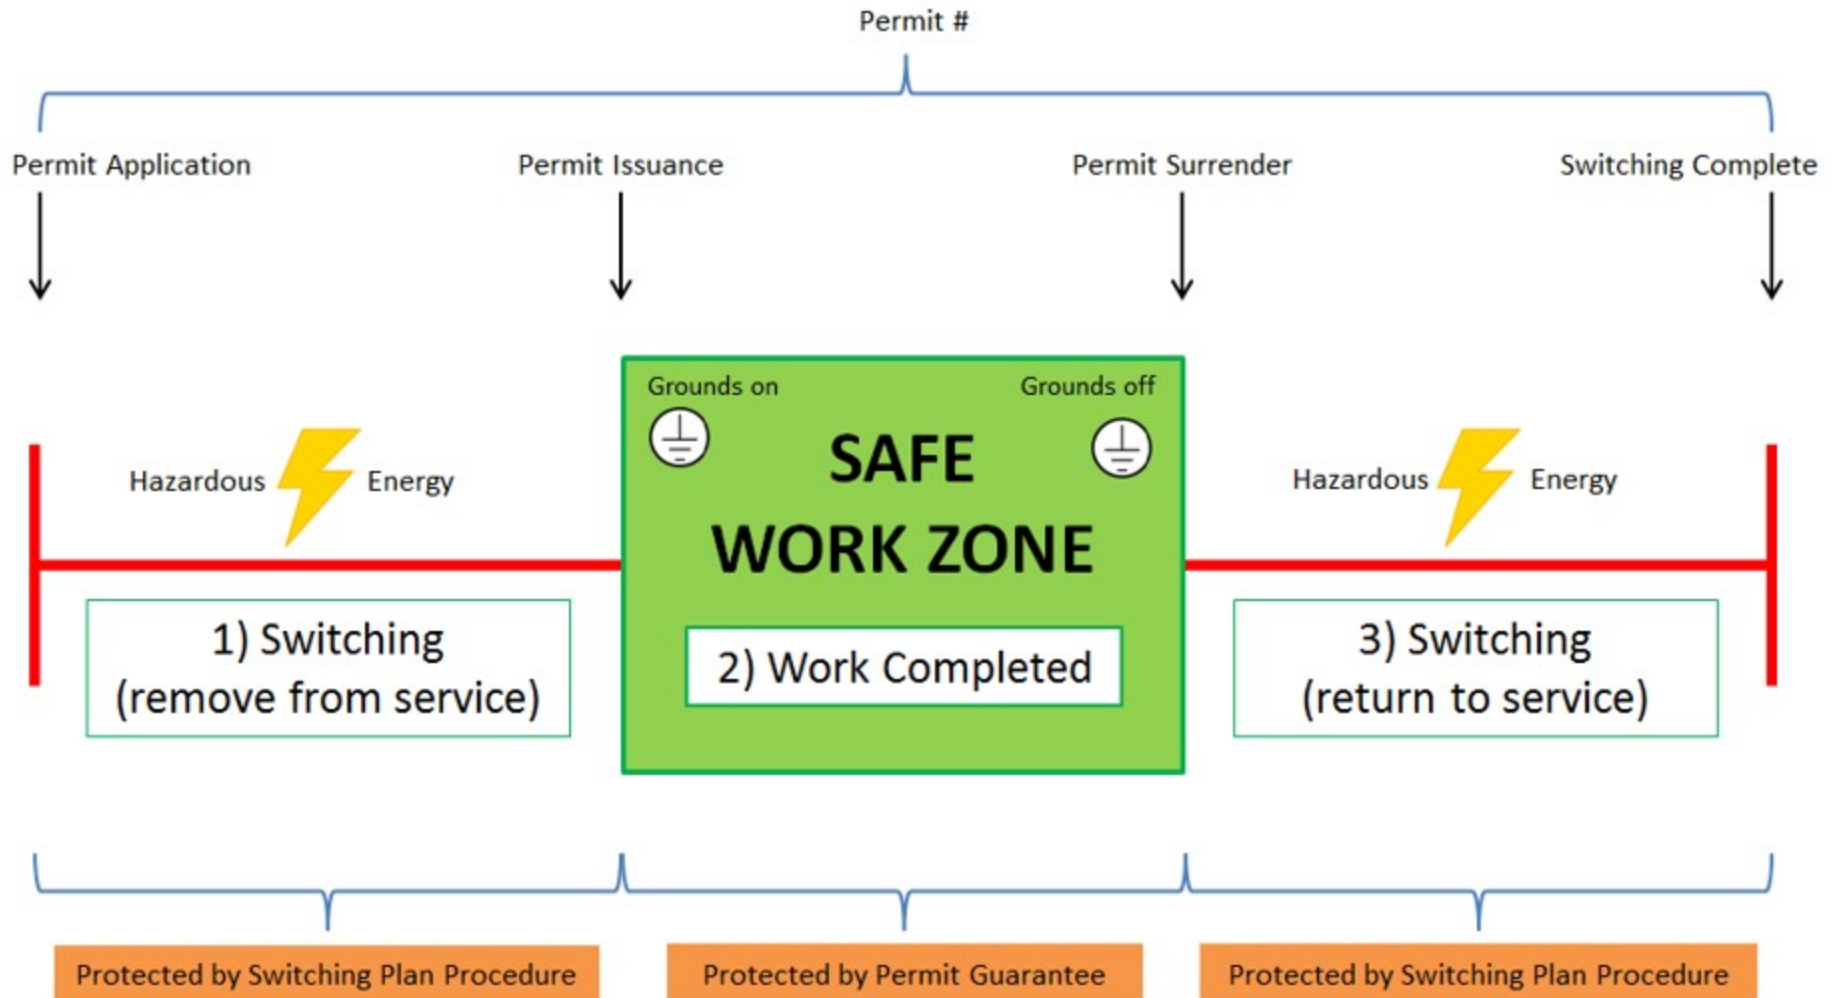 Permit #
Permit Application
Permit Issuance
Permit Surrender
Switching Complete
Grounds on
Grounds off
Hazardous Energy
SAFE
WORK ZONE
Hazardous Energy
1) Switching
(remove from service)
2) Work Completed
3) Switching
(return to service)
Protected by Switching Plan Procedure
Protected by Permit Guarantee
Protected by Switching Plan Procedure